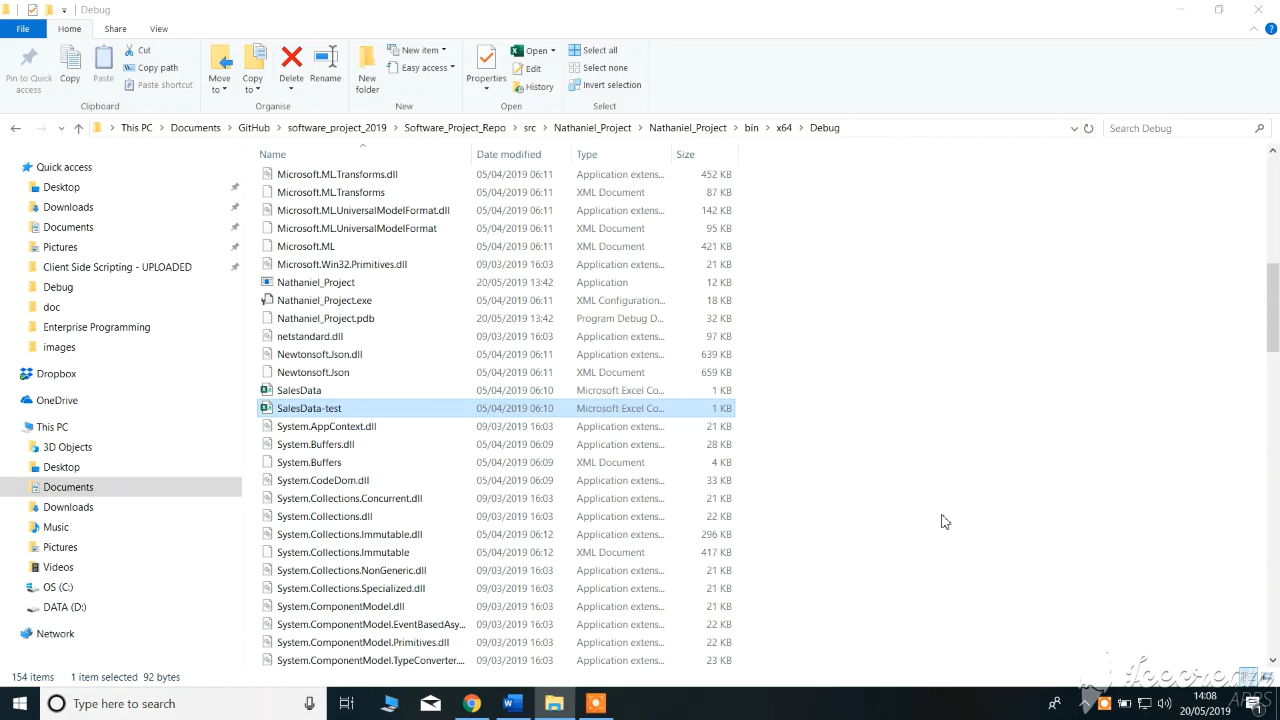 Debug
File Home Share View
Pin to Quick access
Copy
Paste
Cut
Copy path
Paste shortcut
Clipboard
Move to
Copy to
Delete
Rename
Organise
New folder
New item
Easy access
New
Properties
Open
Edit
History
Open
Select all
Select none
Invert selection
Select
This PC Documents GitHub software_project_2019 Software_Project_Repo src Nathaniel_Project Nathaniel_Project bin x64 Debug
Search Debug
Quick access
Desktop
Downloads
Documents
Pictures
Client Side Scripting - UPLOADED
Debug
doc
Enterprise Programming
images
Dropbox
OneDrive
This PC
3D Objects
Desktop
Documents
Downloads
Music
Pictures
Videos
OS (C:)
DATA (D:)
Network
Name Date modified Type Size
Microsoft.ML.Transforms.dll 05/04/2019 06:11 Application extens... 452 KB
Microsoft.ML.Transforms 05/04/2019 06:11 XML Document 87 KB
Microsoft.ML.UniversalModelFormat.dll 05/04/2019 06:11 Application extens... 142 KB
Microsoft.ML.UniversalModelFormat 05/04/2019 06:11 XML Document 95 KB
Microsoft.ML 05/04/2019 06:11 XML Document 421 KB
Microsoft.Win32.Primitives.dll 09/03/2019 16:03 Application extens... 21 KB
Nathaniel_Project 20/05/2019 13:42 Application 12 KB
Nathaniel_Project.exe 05/04/2019 06:11 XML Configuration... 18 KB
Nathaniel_Project.pdb 20/05/2019 13:42 Program Debug D... 32 KB
netstandard.dll 09/03/2019 16:03 Application extens... 97 KB
Newtonsoft.Json.dll 05/04/2019 06:11 Application extens... 639 KB
Newtonsoft.Json 05/04/2019 06:11 XML Document 659 KB
SalesData 05/04/2019 06:10 Microsoft Excel Co... 1 KB
SalesData-test 05/04/2019 06:10 Microsoft Excel Co... 1 KB
System.AppContext.dll 09/03/2019 16:03 Application extens... 21 KB
System.Buffers.dll 05/04/2019 06:09 Application extens... 28 KB
System.Buffers 05/04/2019 06:09 XML Document 4 KB
System.CodeDom.dll 05/04/2019 06:09 Application extens... 33 KB
System.Collections.Concurrent.dll 09/03/2019 16:03 Application extens... 21 KB
System.Collections.dll 09/03/2019 16:03 Application extens... 22 KB
System.Collections.Immutable.dll 05/04/2019 06:12 Application extens... 296 KB
System.Collections.Immutable 05/04/2019 06:12 XML Document 417 KB
System.Collections.NonGeneric.dll 09/03/2019 16:03 Application extens... 21 KB
System.Collections.Specialized.dll 09/03/2019 16:03 Application extens... 21 KB
System.ComponentModel.dll 09/03/2019 16:03 Application extens... 21 KB
System.ComponentModel.EventBasedAsy... 09/03/2019 16:03 Application extens... 22 KB
System.ComponentModel.Primitives.dll 09/03/2019 16:03 Application extens... 22 KB
System.ComponentModel.TypeConverter.... 09/03/2019 16:03 Application extens... 23 KB
154 items 1 item selected 92 bytes
Icecream
APPS
Type here to search
14:08
20/05/2019